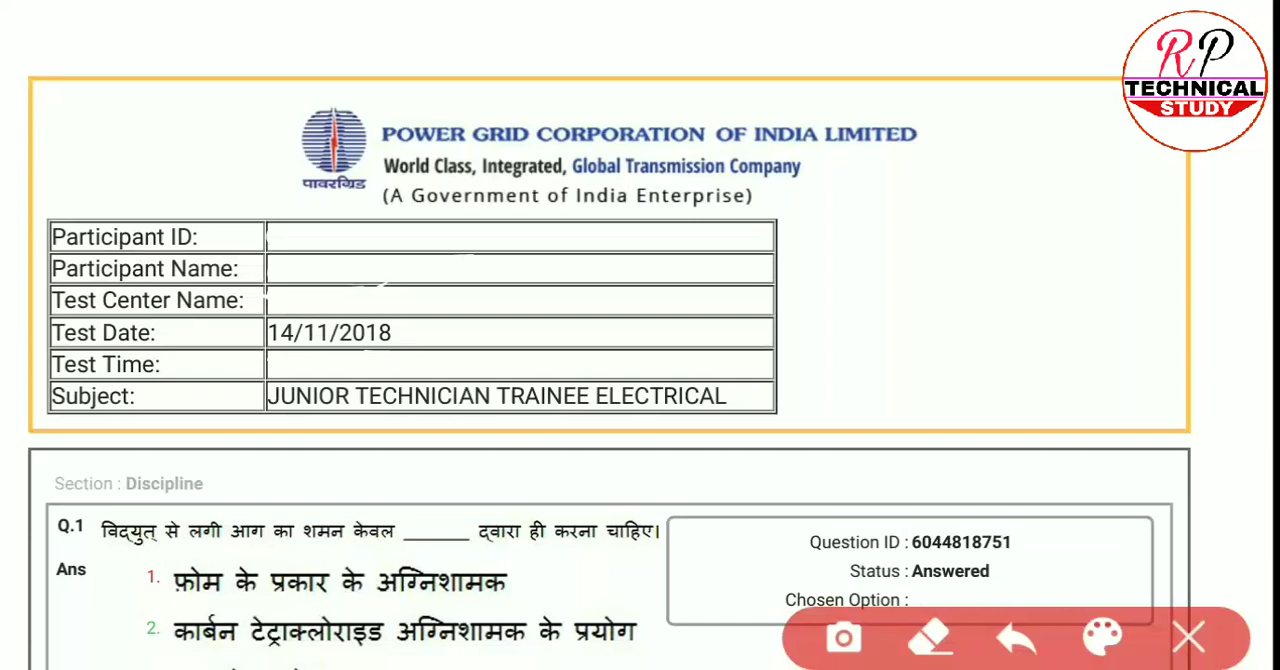 RP
TECHNICAL
STUDY
POWER GRID CORPORATION OF INDIA LIMITED
World Class, Integrated, Global Transmission Company
पावरग्रिड
(A Government of India Enterprise)
Participant ID:
Participant Name:
Test Center Name:
Test Date: 14/11/2018
Test Time:
Subject: JUNIOR TECHNICIAN TRAINEE ELECTRICAL
Section : Discipline
Q.1 विद्युत् से लगी आग का शमन केवल ______ द्वारा ही करना चाहिए।
Question ID : 6044818751
Status : Answered
Chosen Option :
Ans 1. फ़ोम के प्रकार के अग्निशामक
2. कार्बन टेट्राक्लोराइड अग्निशामक के प्रयोग